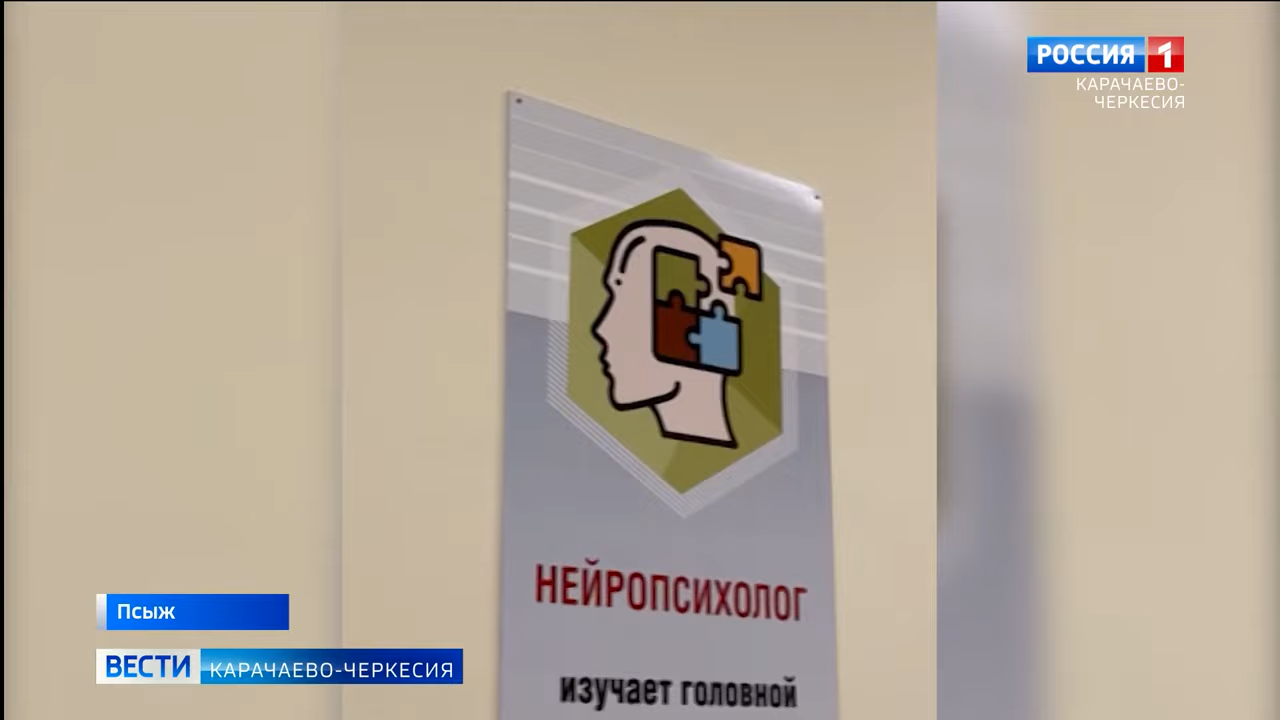 РОССИЯ 1
КАРАЧАЕВО-
ЧЕРКЕСИЯ
НЕЙРОПСИХОЛОГ
изучает головной
Псыж
ВЕСТИ КАРАЧАЕВО-ЧЕРКЕСИЯ